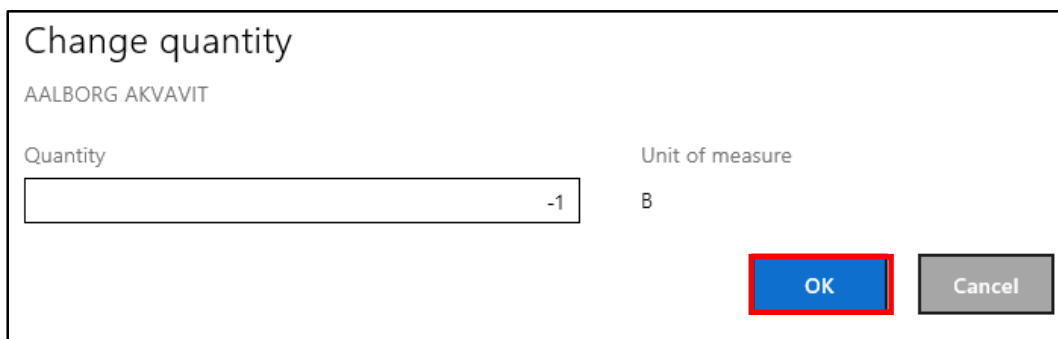 Change quantity
AALBORG AKVAVIT
Quantity
Unit of measure
-1
B
OK
Cancel